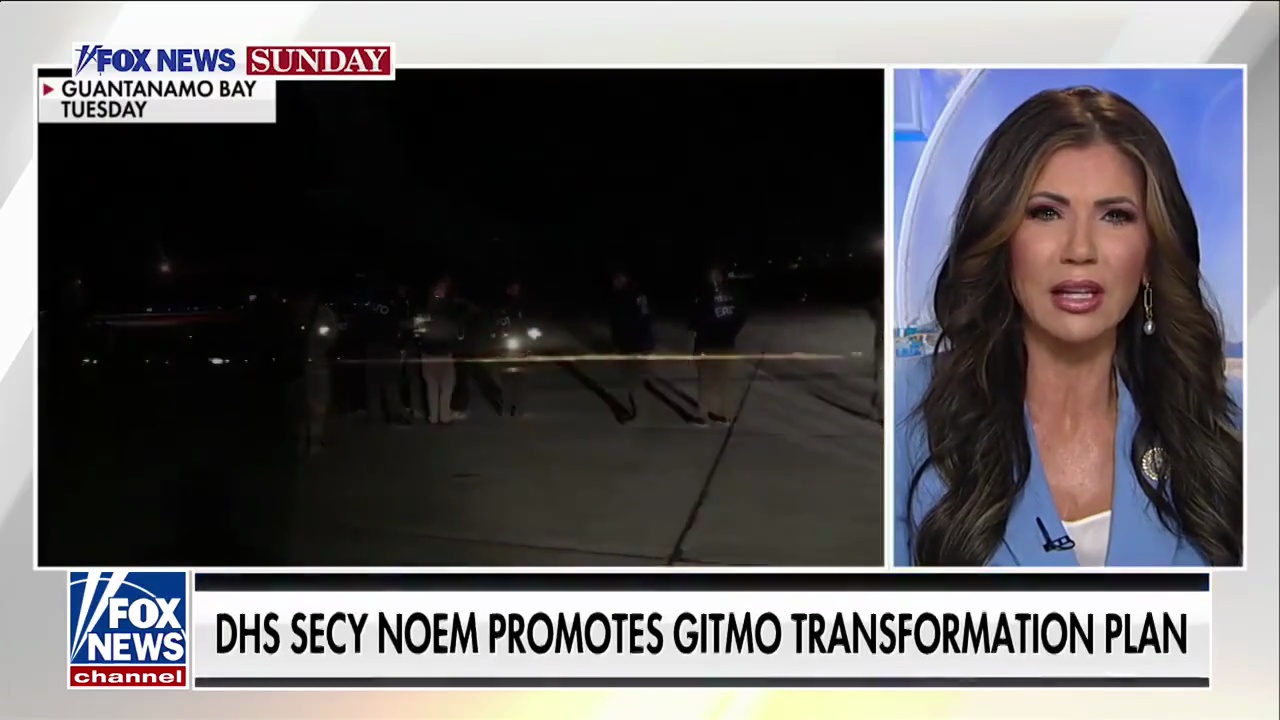 FOX NEWS SUNDAY
GUANTANAMO BAY
TUESDAY
FOX
NEWS
channel
DHS SECY NOEM PROMOTES GITMO TRANSFORMATION PLAN